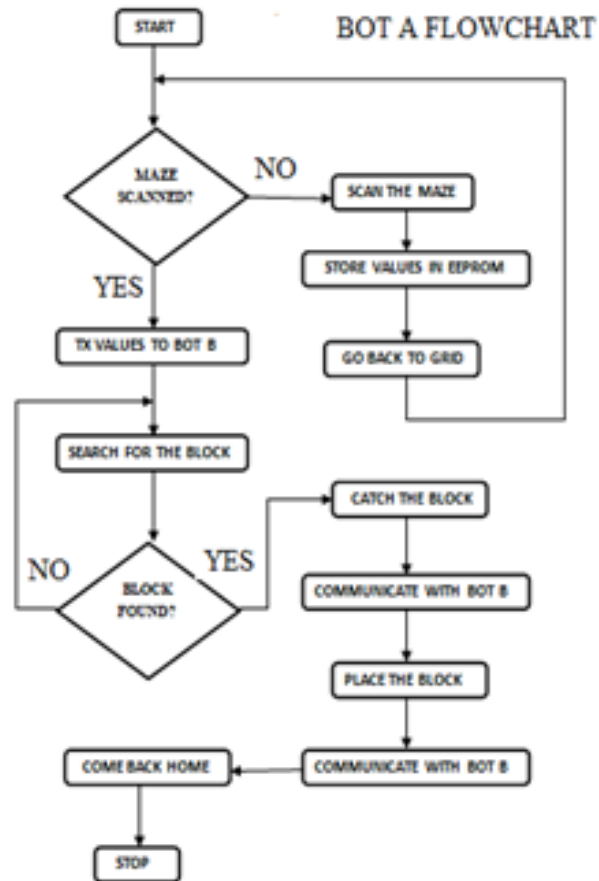 START
BOT A FLOWCHART
MAZE
SCANNED?
NO
SCAN THE MAZE
STORE VALUES IN EEPROM
GO BACK TO GRID
YES
TX VALUES TO BOT B
SEARCH FOR THE BLOCK
BLOCK
FOUND?
NO
YES
CATCH THE BLOCK
COMMUNICATE WITH BOT B
PLACE THE BLOCK
COMMUNICATE WITH BOT B
COME BACK HOME
STOP